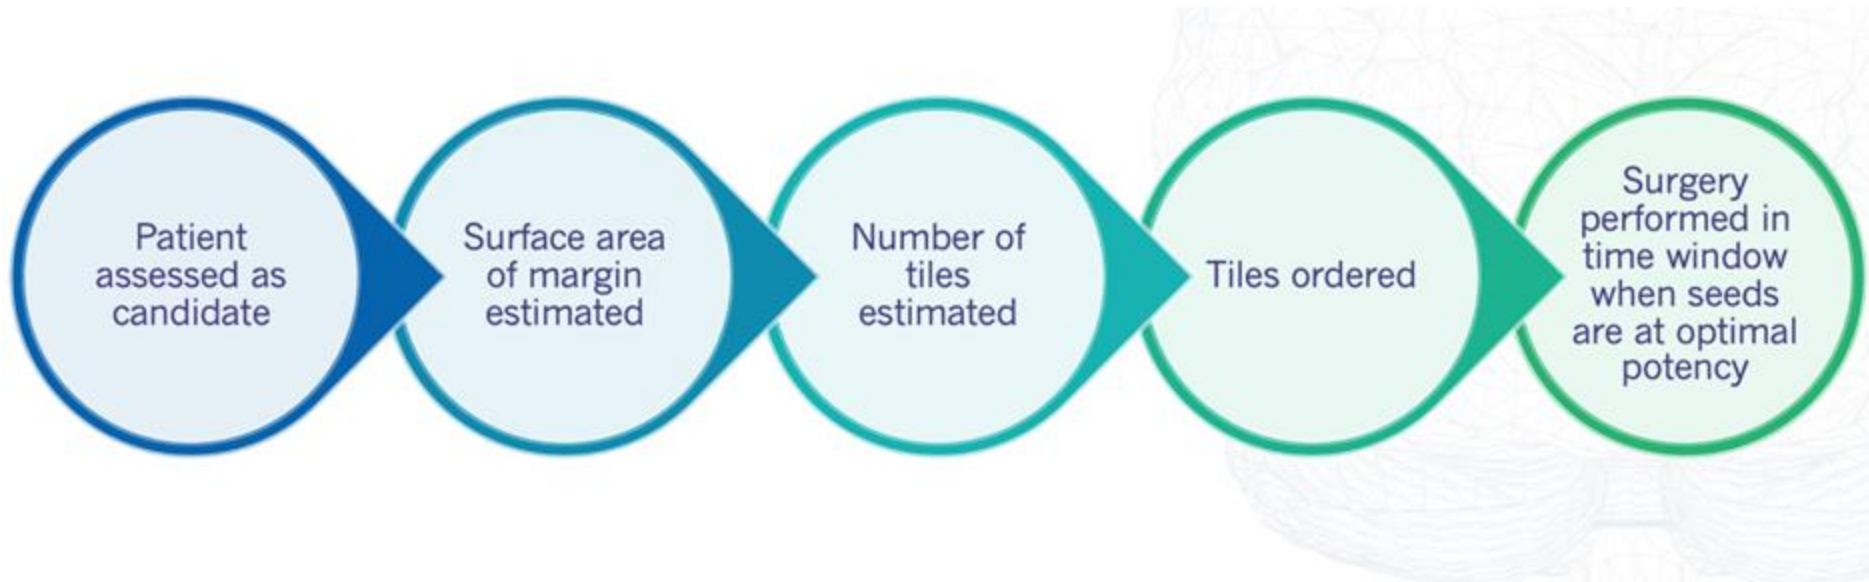 Patient
assessed as
candidate
Surface area
of margin
estimated
Number of
tiles
estimated
Tiles ordered
Surgery
performed in
time window
when seeds
are at optimal
potency